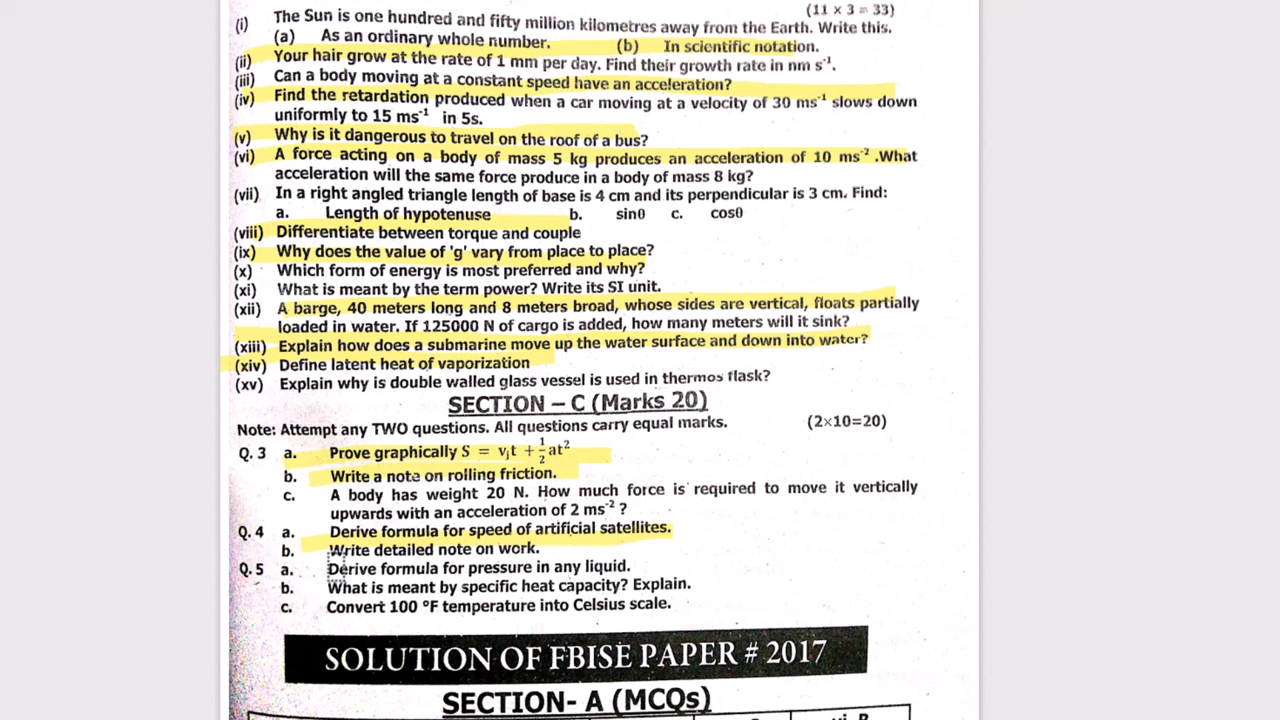 (11 x 3 = 33)
(i) The Sun is one hundred and fifty million kilometres away from the Earth. Write this.
(a) As an ordinary whole number. (b) In scientific notation.
(ii) Your hair grow at the rate of 1 mm per day. Find their growth rate in nm s⁻¹.
(iii) Can a body moving at a constant speed have an acceleration?
(iv) Find the retardation produced when a car moving at a velocity of 30 ms⁻¹ slows down
uniformly to 15 ms⁻¹ in 5s.
(v) Why is it dangerous to travel on the roof of a bus?
(vi) A force acting on a body of mass 5 kg produces an acceleration of 10 ms⁻² .What
acceleration will the same force produce in a body of mass 8 kg?
(vii) In a right angled triangle length of base is 4 cm and its perpendicular is 3 cm. Find:
a. Length of hypotenuse b. sinθ c. cosθ
(viii) Differentiate between torque and couple
(ix) Why does the value of 'g' vary from place to place?
(x) Which form of energy is most preferred and why?
(xi) What is meant by the term power? Write its SI unit.
(xii) A barge, 40 meters long and 8 meters broad, whose sides are vertical, floats partially
loaded in water. If 125000 N of cargo is added, how many meters will it sink?
(xiii) Explain how does a submarine move up the water surface and down into water?
(xiv) Define latent heat of vaporization
(xv) Explain why is double walled glass vessel is used in thermos flask?
SECTION – C (Marks 20)
Note: Attempt any TWO questions. All questions carry equal marks. (2×10=20)
Q. 3 a. Prove graphically S = vᵢt + ½at²
b. Write a note on rolling friction.
c. A body has weight 20 N. How much force is required to move it vertically
upwards with an acceleration of 2 ms⁻² ?
Q. 4 a. Derive formula for speed of artificial satellites.
b. Write detailed note on work.
Q. 5 a. Derive formula for pressure in any liquid.
b. What is meant by specific heat capacity? Explain.
c. Convert 100 °F temperature into Celsius scale.
SOLUTION OF FBISE PAPER # 2017
SECTION- A (MCQs)